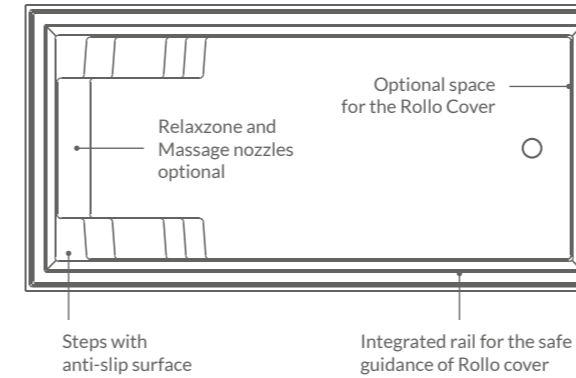 Optional space
for the Rollo Cover
Relaxzone and
Massage nozzles
optional
Steps with
anti-slip surface
Integrated rail for the safe
guidance of Rollo cover